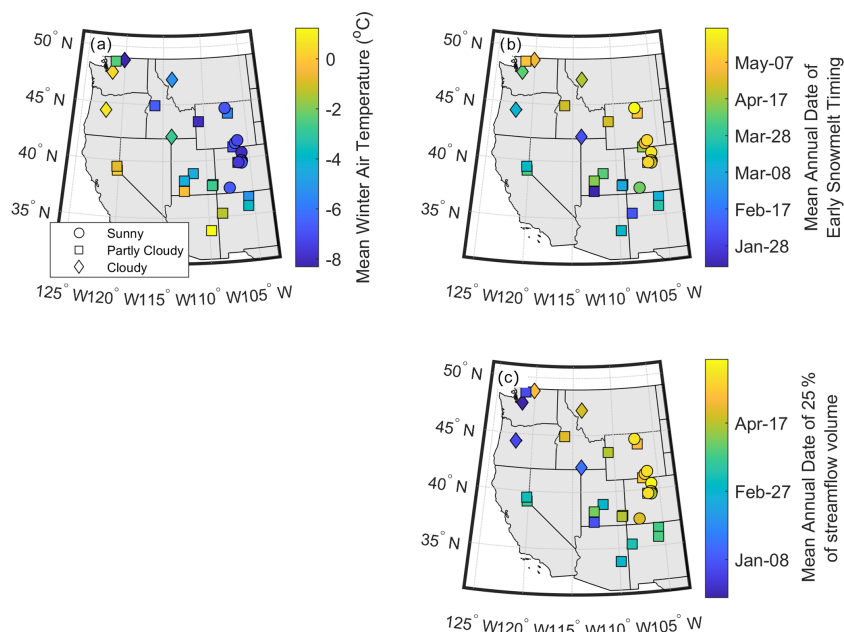 (a)
50° N
45° N
40° N
35° N
125° W120° W115° W110° W105° W
Sunny
Partly Cloudy
Cloudy
0
-2
-4
-6
-8
Mean Winter Air Temperature (°C)
(b)
50° N
45° N
40° N
35° N
125° W120° W115° W110° W105° W
May-07
Apr-17
Mar-28
Mar-08
Feb-17
Jan-28
Mean Annual Date of
Early Snowmelt Timing
(c)
50° N
45° N
40° N
35° N
125° W120° W115° W110° W105° W
Apr-17
Feb-27
Jan-08
Mean Annual Date of 25%
of streamflow volume